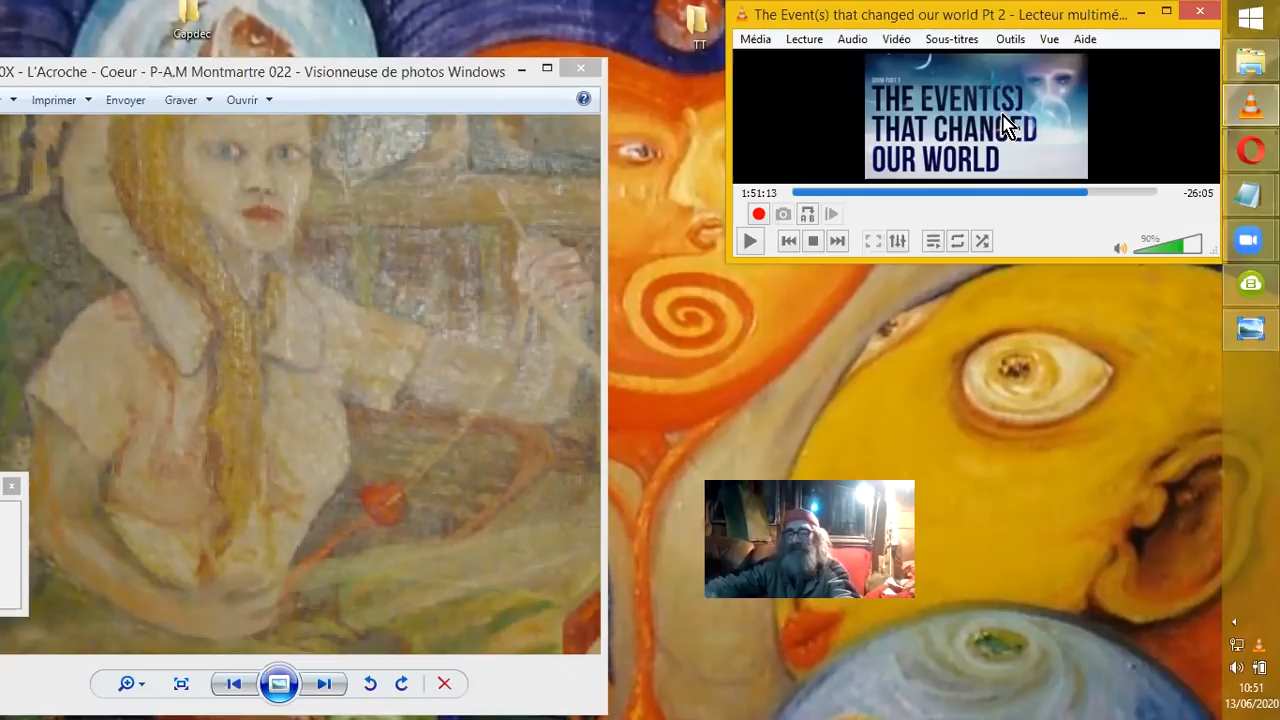 Capdec
TT
0X - L'Acroche - Coeur - P-A.M Montmartre 022 - Visionneuse de photos Windows
Imprimer
Envoyer
Graver
Ouvrir
The Event(s) that changed our world Pt 2 - Lecteur multimé...
Média
Lecture
Audio
Vidéo
Sous-titres
Outils
Vue
Aide
THE EVENT(S)
THAT CHANGED
OUR WORLD
1:51:13
-26:05
A B
90%
10:51
13/06/2020